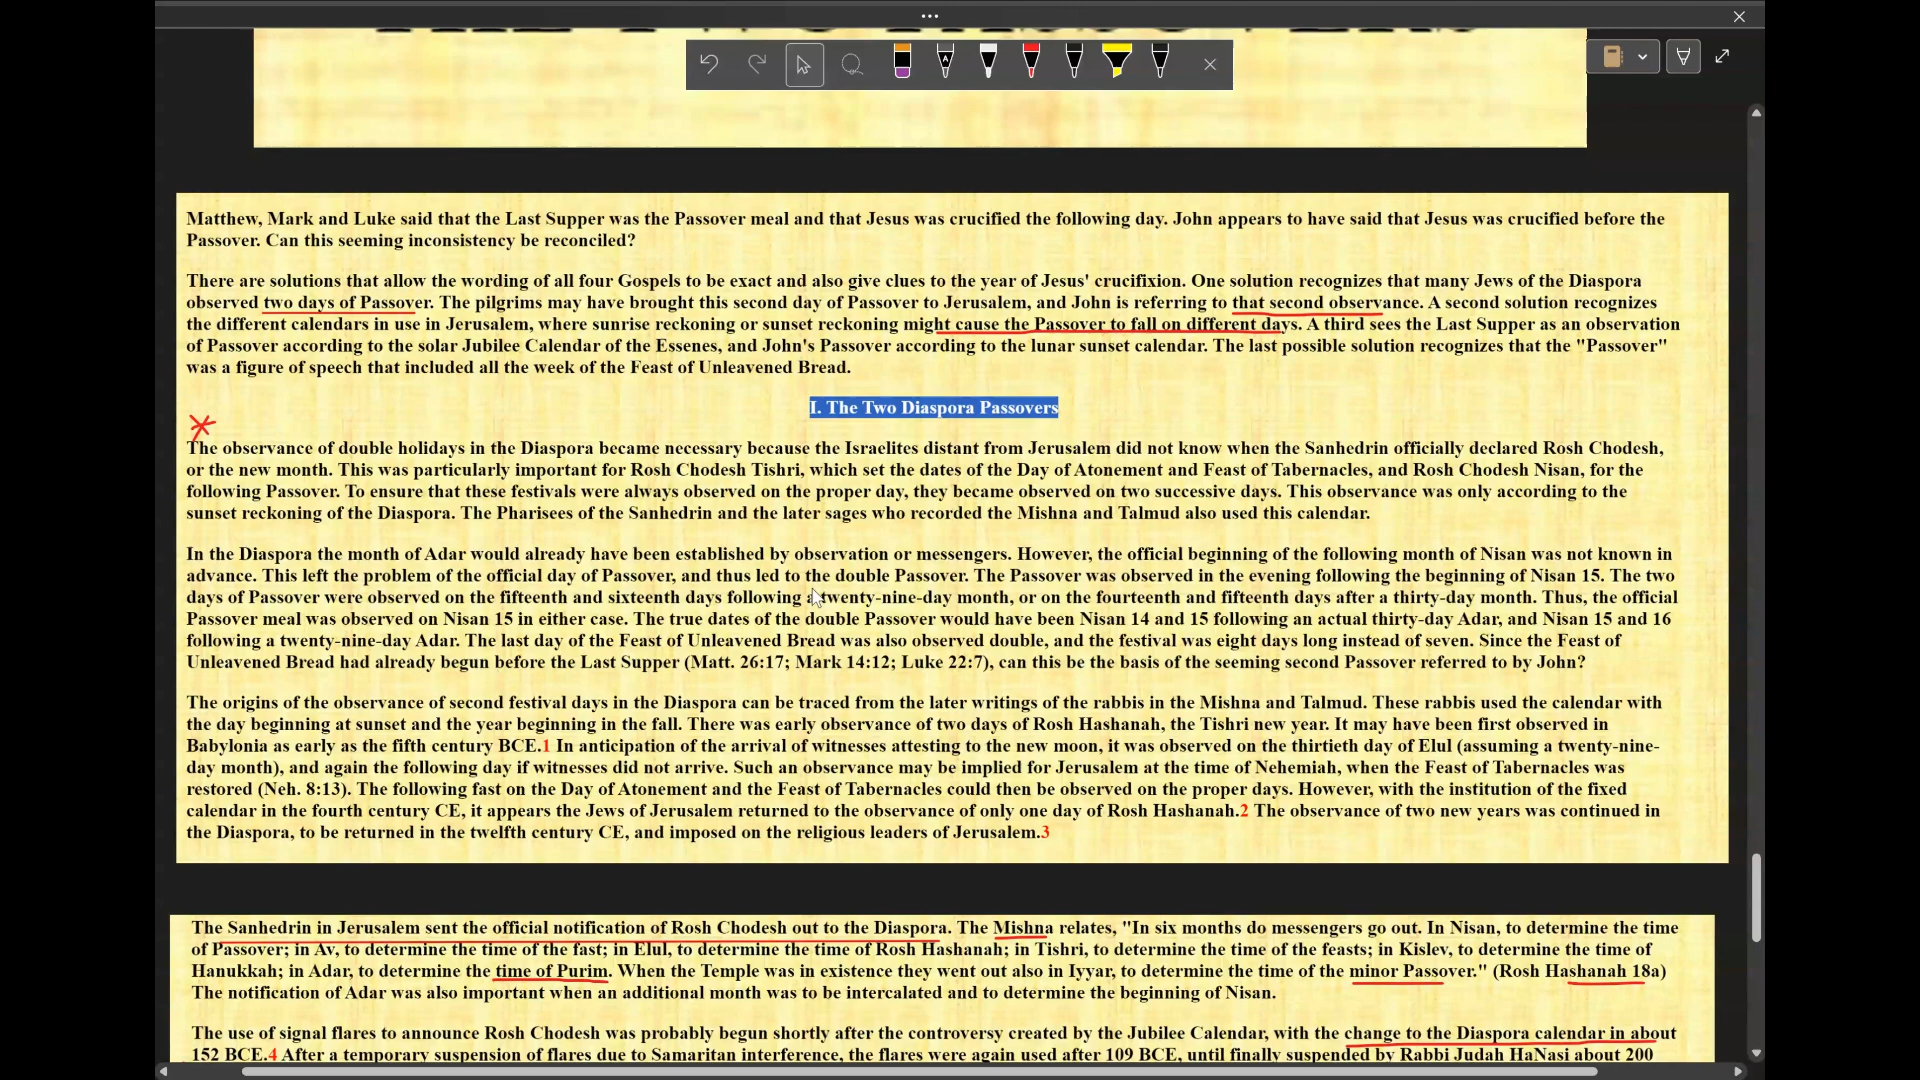 Matthew, Mark and Luke said that the Last Supper was the Passover meal and that Jesus was crucified the following day. John appears to have said that Jesus was crucified before the
Passover. Can this seeming inconsistency be reconciled?
There are solutions that allow the wording of all four Gospels to be exact and also give clues to the year of Jesus' crucifixion. One solution recognizes that many Jews of the Diaspora
observed two days of Passover. The pilgrims may have brought this second day of Passover to Jerusalem, and John is referring to that second observance. A second solution recognizes
the different calendars in use in Jerusalem, where sunrise reckoning or sunset reckoning might cause the Passover to fall on different days. A third sees the Last Supper as an observation
of Passover according to the solar Jubilee Calendar of the Essenes, and John's Passover according to the lunar sunset calendar. The last possible solution recognizes that the "Passover"
was a figure of speech that included all the week of the Feast of Unleavened Bread.
I. The Two Diaspora Passovers
The observance of double holidays in the Diaspora became necessary because the Israelites distant from Jerusalem did not know when the Sanhedrin officially declared Rosh Chodesh,
or the new month. This was particularly important for Rosh Chodesh Tishri, which set the dates of the Day of Atonement and Feast of Tabernacles, and Rosh Chodesh Nisan, for the
following Passover. To ensure that these festivals were always observed on the proper day, they became observed on two successive days. This observance was only according to the
sunset reckoning of the Diaspora. The Pharisees of the Sanhedrin and the later sages who recorded the Mishna and Talmud also used this calendar.
In the Diaspora the month of Adar would already have been established by observation or messengers. However, the official beginning of the following month of Nisan was not known in
advance. This left the problem of the official day of Passover, and thus led to the double Passover. The Passover was observed in the evening following the beginning of Nisan 15. The two
days of Passover were observed on the fifteenth and sixteenth days following a twenty-nine-day month, or on the fourteenth and fifteenth days after a thirty-day month. Thus, the official
Passover meal was observed on Nisan 15 in either case. The true dates of the double Passover would have been Nisan 14 and 15 following an actual thirty-day Adar, and Nisan 15 and 16
following a twenty-nine-day Adar. The last day of the Feast of Unleavened Bread was also observed double, and the festival was eight days long instead of seven. Since the Feast of
Unleavened Bread had already begun before the Last Supper (Matt. 26:17; Mark 14:12; Luke 22:7), can this be the basis of the seeming second Passover referred to by John?
The origins of the observance of second festival days in the Diaspora can be traced from the later writings of the rabbis in the Mishna and Talmud. These rabbis used the calendar with
the day beginning at sunset and the year beginning in the fall. There was early observance of two days of Rosh Hashanah, the Tishri new year. It may have been first observed in
Babylonia as early as the fifth century BCE.1 In anticipation of the arrival of witnesses attesting to the new moon, it was observed on the thirtieth day of Elul (assuming a twenty-nine-
day month), and again the following day if witnesses did not arrive. Such an observance may be implied for Jerusalem at the time of Nehemiah, when the Feast of Tabernacles was
restored (Neh. 8:13). The following fast on the Day of Atonement and the Feast of Tabernacles could then be observed on the proper days. However, with the institution of the fixed
calendar in the fourth century CE, it appears the Jews of Jerusalem returned to the observance of only one day of Rosh Hashanah.2 The observance of two new years was continued in
the Diaspora, to be returned in the twelfth century CE, and imposed on the religious leaders of Jerusalem.3
The Sanhedrin in Jerusalem sent the official notification of Rosh Chodesh out to the Diaspora. The Mishna relates, "In six months do messengers go out. In Nisan, to determine the time
of Passover; in Av, to determine the time of the fast; in Elul, to determine the time of Rosh Hashanah; in Tishri, to determine the time of the feasts; in Kislev, to determine the time of
Hanukkah; in Adar, to determine the time of Purim. When the Temple was in existence they went out also in Iyyar, to determine the time of the minor Passover." (Rosh Hashanah 18a)
The notification of Adar was also important when an additional month was to be intercalated and to determine the beginning of Nisan.
The use of signal flares to announce Rosh Chodesh was probably begun shortly after the controversy created by the Jubilee Calendar, with the change to the Diaspora calendar in about
152 BCE.4 After a temporary suspension of flares due to Samaritan interference, the flares were again used after 109 BCE, until finally suspended by Rabbi Judah HaNasi about 200